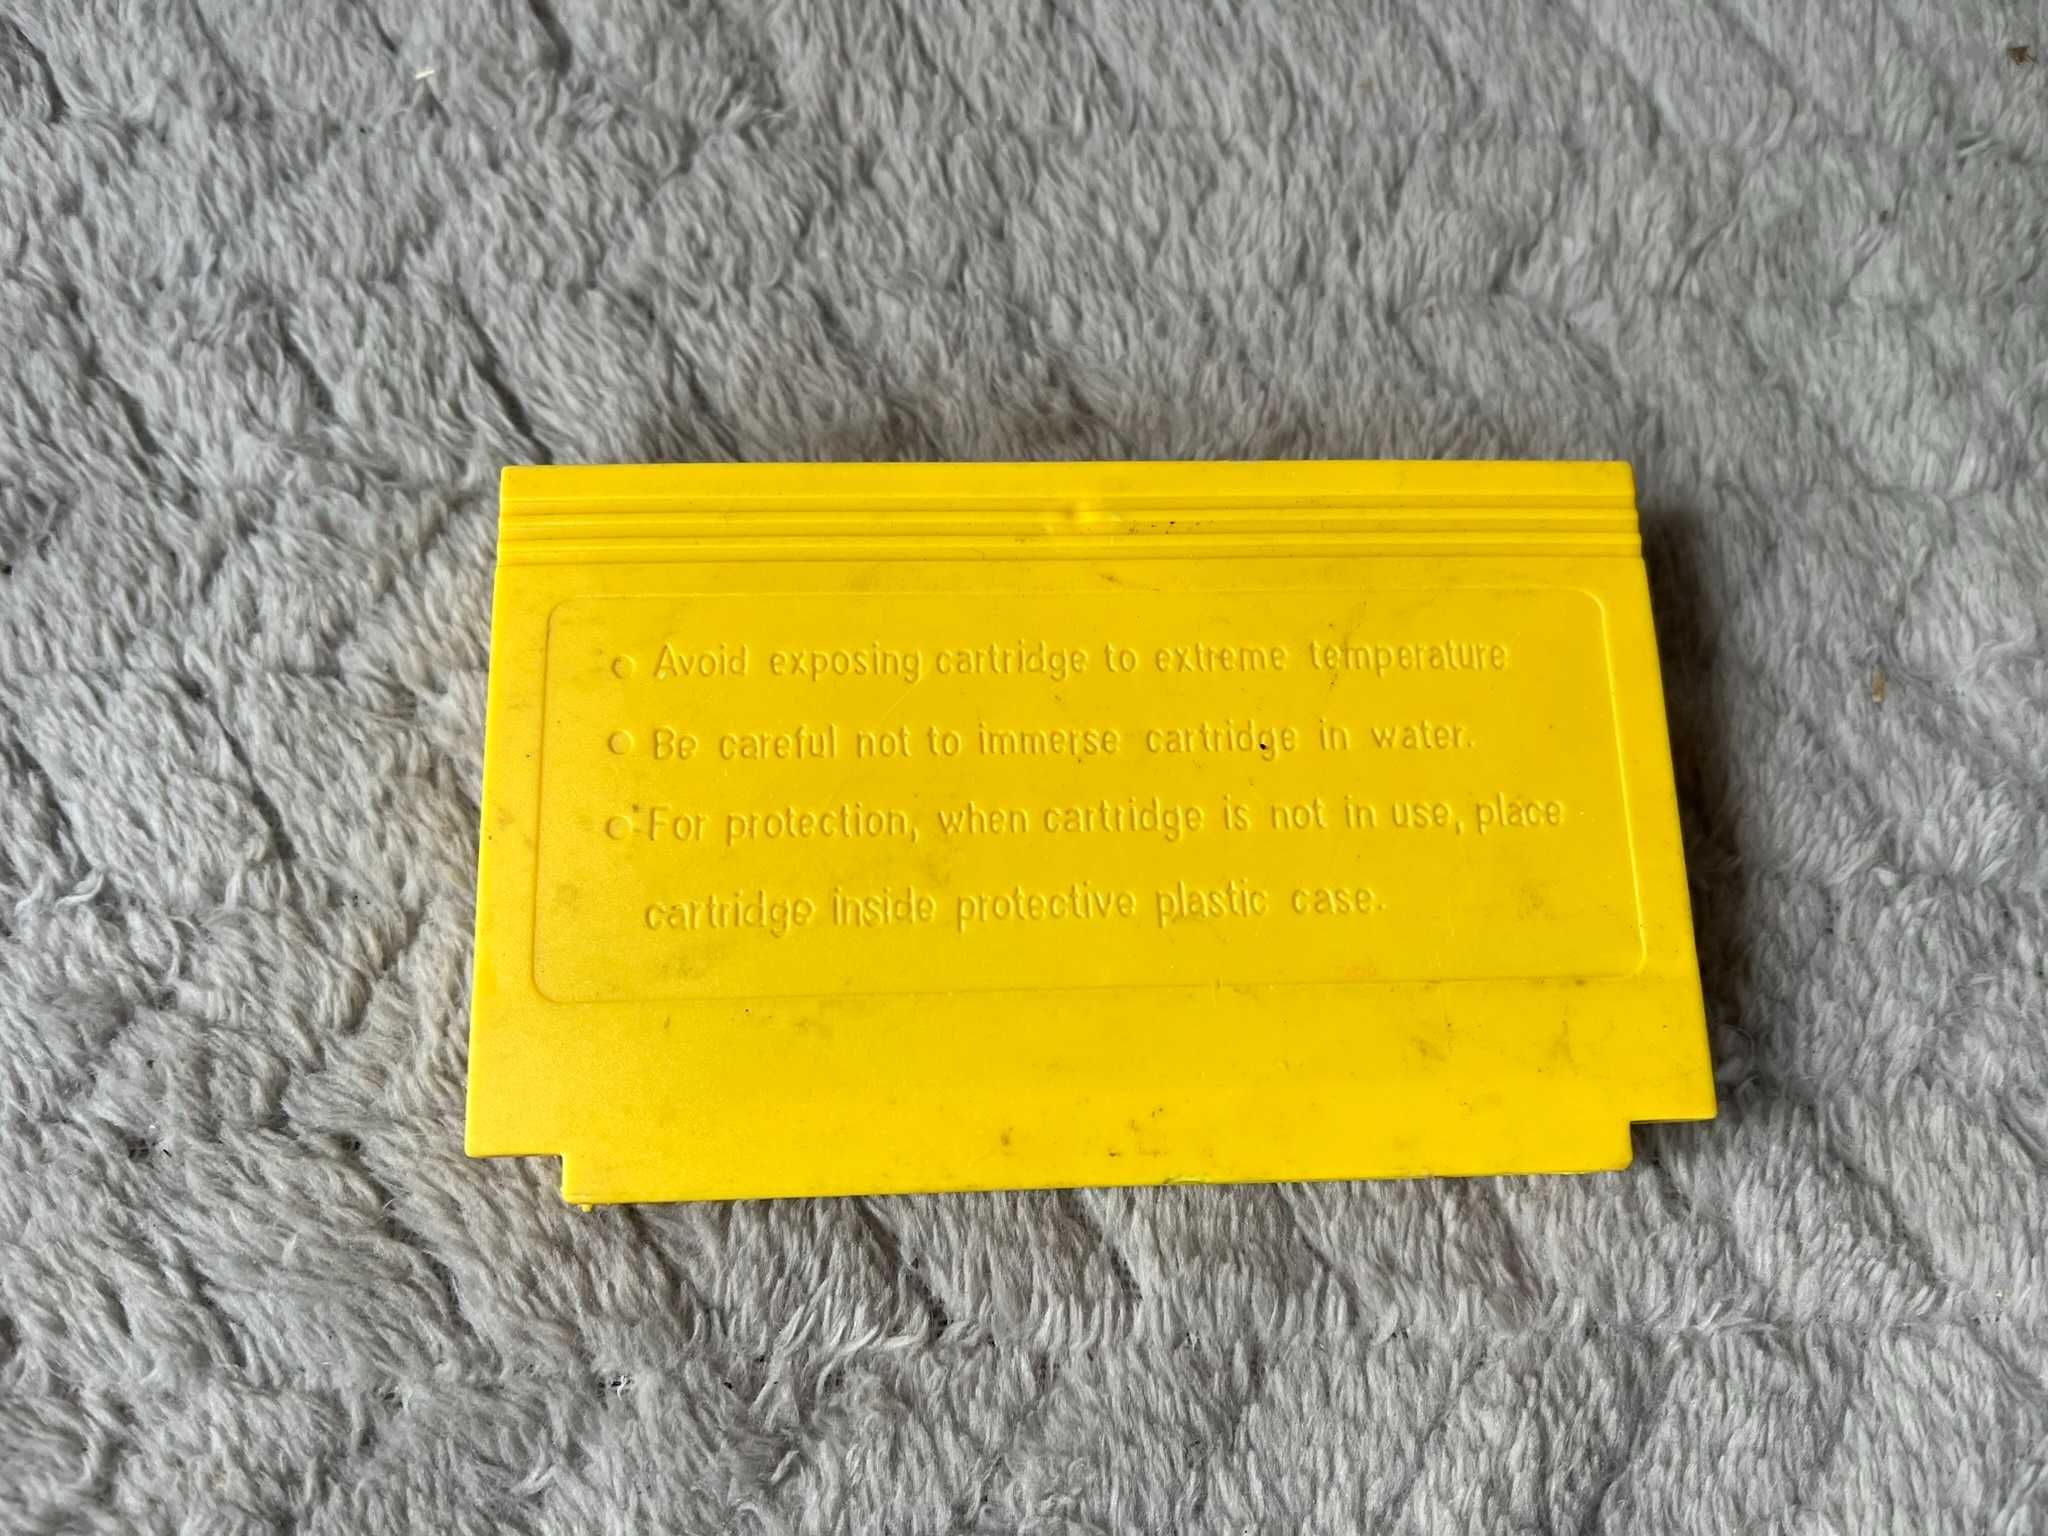 ○ Avoid exposing cartridge to extreme temperature
○ Be careful not to immerse cartridge in water.
○ For protection, when cartridge is not in use, place
cartridge inside protective plastic case.